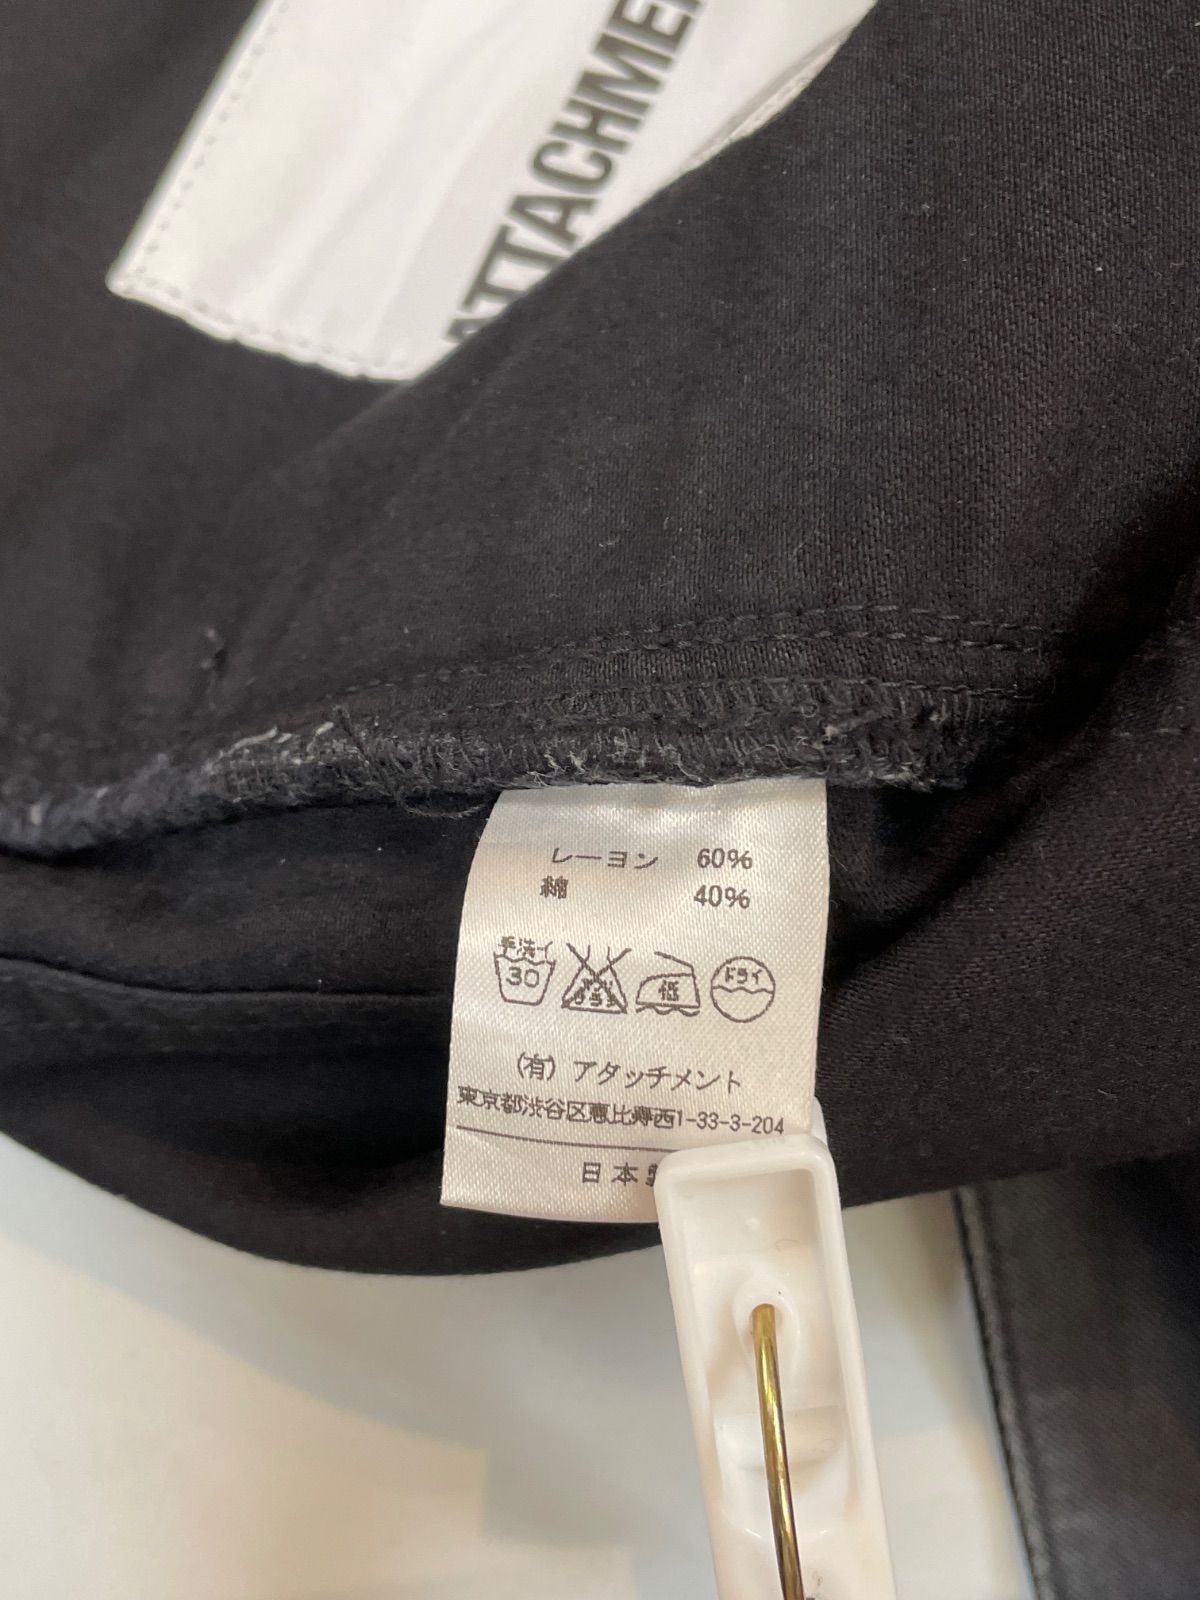 ATTACHME
レーヨン 60%
綿 40%
手洗イ
30
低
ドライ
(有) アタッチメント
東京都渋谷区恵比寿西1-33-3-204
日本